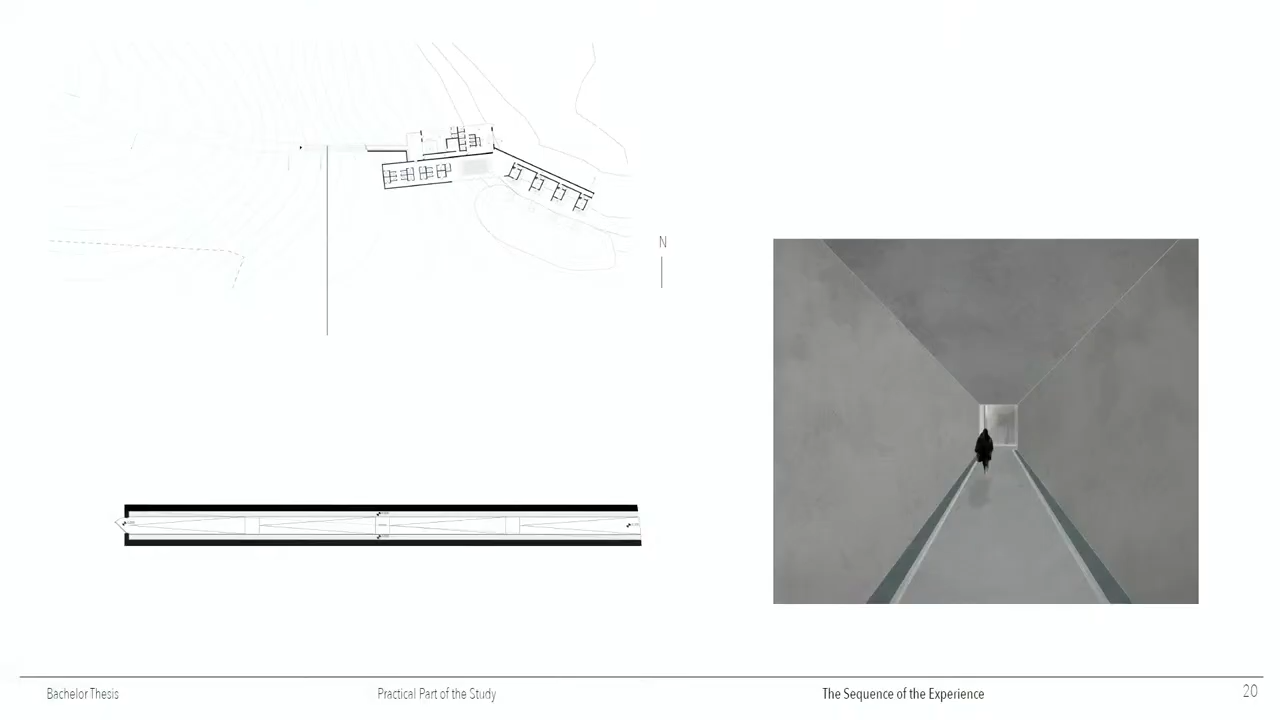 N
Bachelor Thesis
Practical Part of the Study
The Sequence of the Experience
20